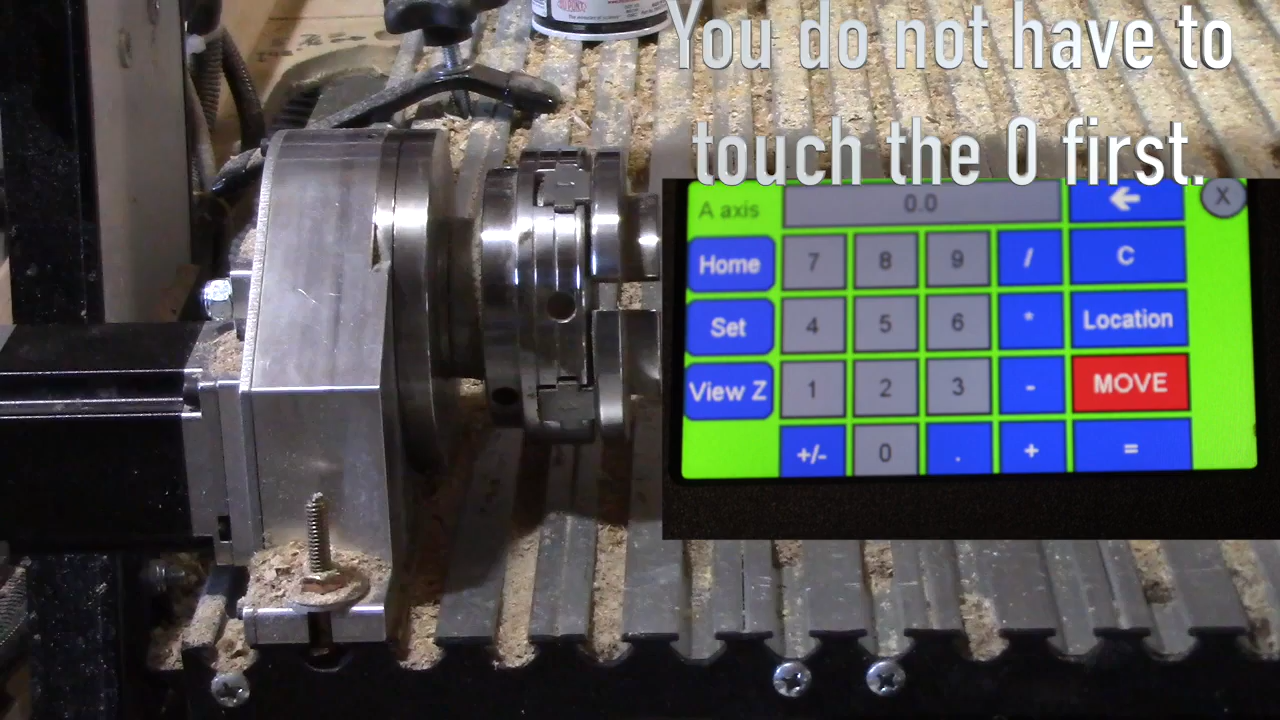 You do not have to
touch the 0 first.
A axis 0.0 ← X
Home 7 8 9 / C
Set 4 5 6 * Location
View Z 1 2 3 - MOVE
+/- 0 . + =